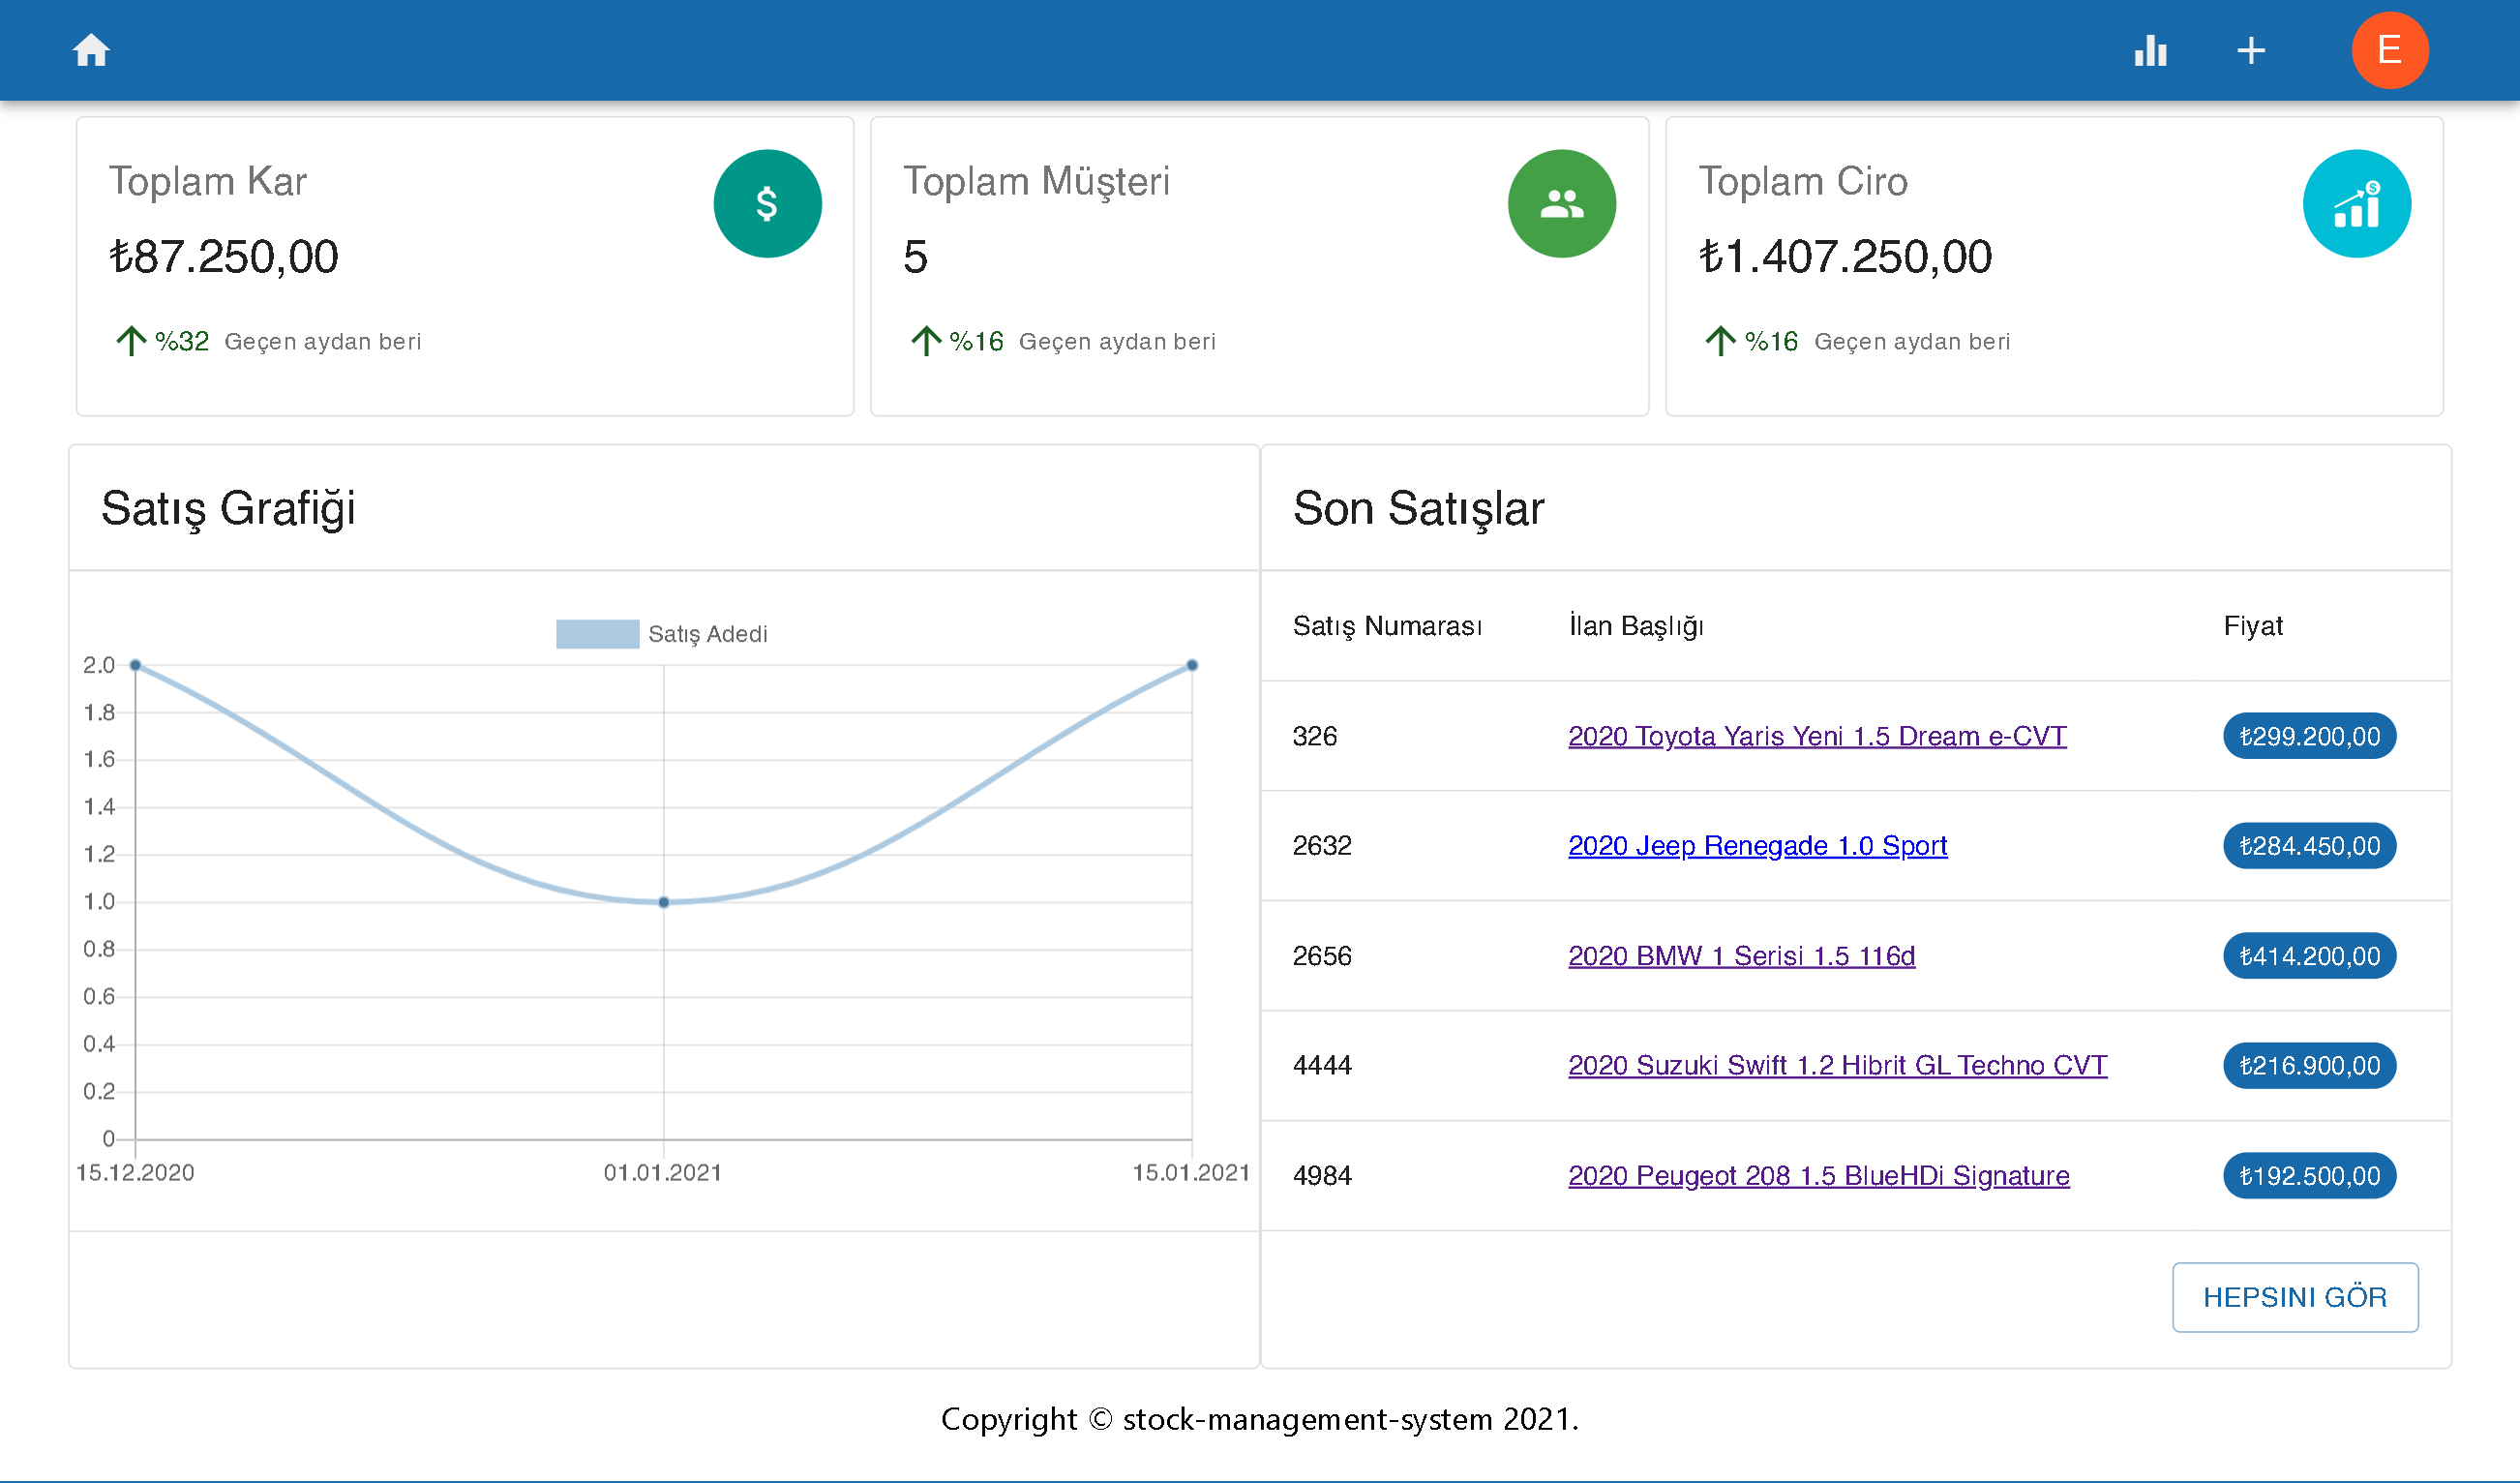 E
Toplam Kar
₺87.250,00
%32 Geçen aydan beri
Toplam Müşteri
5
%16 Geçen aydan beri
Toplam Ciro
$
₺1.407.250,00
%16 Geçen aydan beri
Satış Grafiği
Satış Adedi
2.0
1.8
1.6
1.4
1.2
1.0
0.8
0.6
0.4
0.2
0
15.12.2020 01.01.2021 15.01.2021
Son Satışlar
Satış Numarası İlan Başlığı Fiyat
326 2020 Toyota Yaris Yeni 1.5 Dream e-CVT ₺299.200,00
2632 2020 Jeep Renegade 1.0 Sport ₺284.450,00
2656 2020 BMW 1 Serisi 1.5 116d ₺414.200,00
4444 2020 Suzuki Swift 1.2 Hibrit GL Techno CVT ₺216.900,00
4984 2020 Peugeot 208 1.5 BlueHDi Signature ₺192.500,00
HEPSINI GÖR
Copyright © stock-management-system 2021.